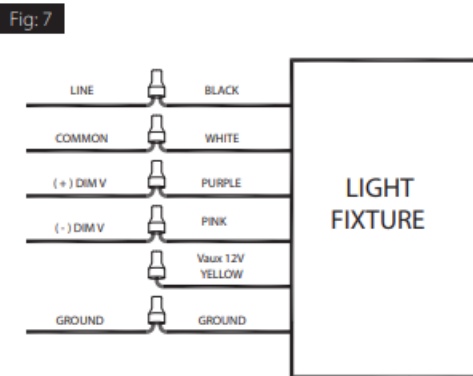 Fig: 7
LINE BLACK
COMMON WHITE
( + ) DIM V PURPLE
( - ) DIM V PINK
Vaux 12V
YELLOW
GROUND GROUND
LIGHT
FIXTURE